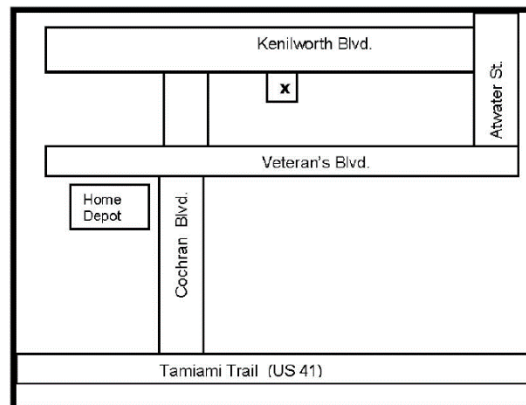 Kenilworth Blvd.
x
Atwater St.
Veteran's Blvd.
Home
Depot
Cochran Blvd.
Tamiami Trail (US 41)